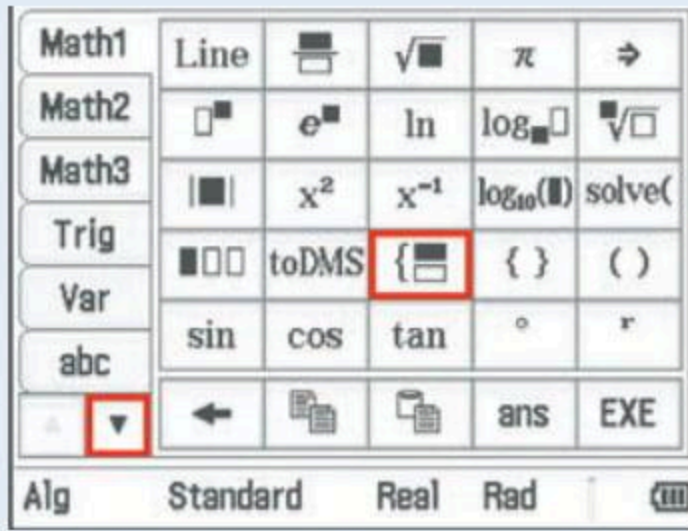 Math1 Line √■ π ⇒
Math2 □■ e■ ln log■□ ■√□
Math3 |■| x² x⁻¹ log₁₀(■) solve(
Trig ■□□ toDMS {■□ { } ( )
Var
abc sin cos tan ° r
▼ ← ans EXE
Alg Standard Real Rad